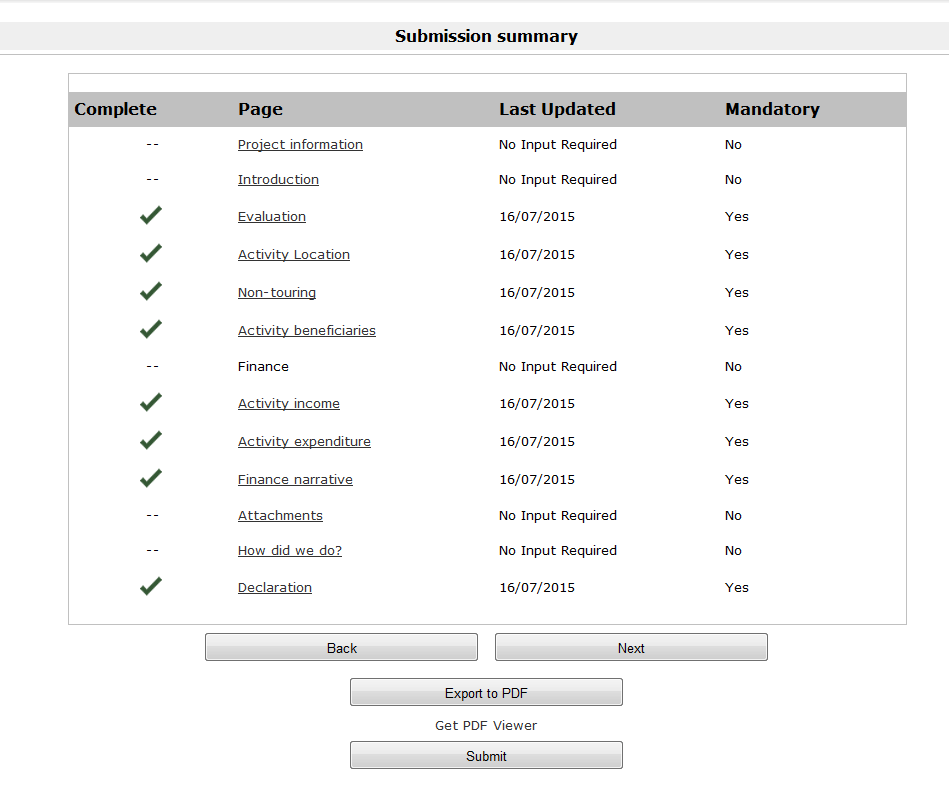 Submission summary
Complete Page Last Updated Mandatory
-- Project information No Input Required No
-- Introduction No Input Required No
Evaluation 16/07/2015 Yes
Activity Location 16/07/2015 Yes
Non-touring 16/07/2015 Yes
Activity beneficiaries 16/07/2015 Yes
-- Finance No Input Required No
Activity income 16/07/2015 Yes
Activity expenditure 16/07/2015 Yes
Finance narrative 16/07/2015 Yes
-- Attachments No Input Required No
-- How did we do? No Input Required No
Declaration 16/07/2015 Yes
Back Next
Export to PDF
Get PDF Viewer
Submit